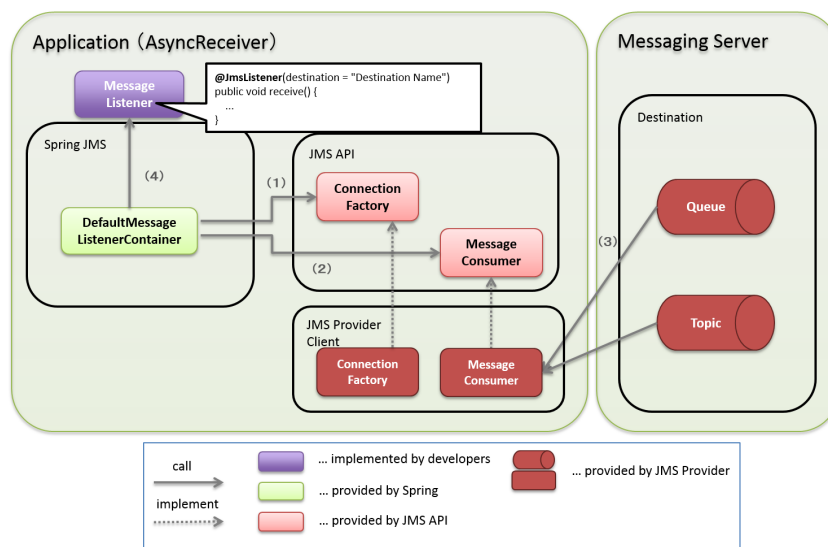 Application （AsyncReceiver）
Messaging Server
Message
Listener
@JmsListener(destination = "Destination Name")
public void receive() {
...
}
Spring JMS
(4)
DefaultMessage
ListenerContainer
(1)
(2)
JMS API
Connection
Factory
Message
Consumer
JMS Provider
Client
Connection
Factory
Message
Consumer
Destination
Queue
(3)
Topic
call
implement
... implemented by developers
... provided by Spring
... provided by JMS API
... provided by JMS Provider